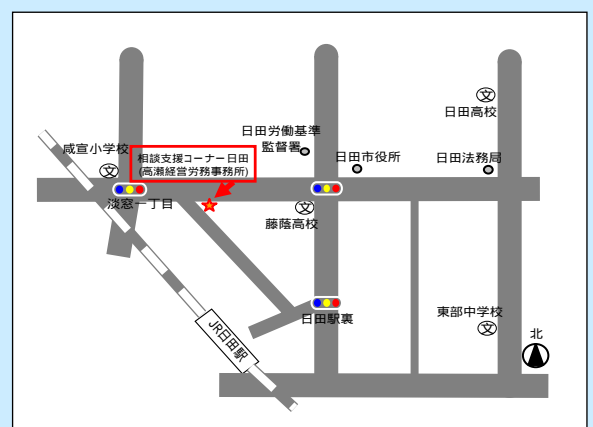 文
日田高校
日田労働基準
監督署
咸宣小学校
文
相談支援コーナー日田
(高瀬経営労務事務所)
日田市役所
日田法務局
淡窓一丁目
文
藤蔭高校
日田駅裏
東部中学校
文
JR日田駅
北